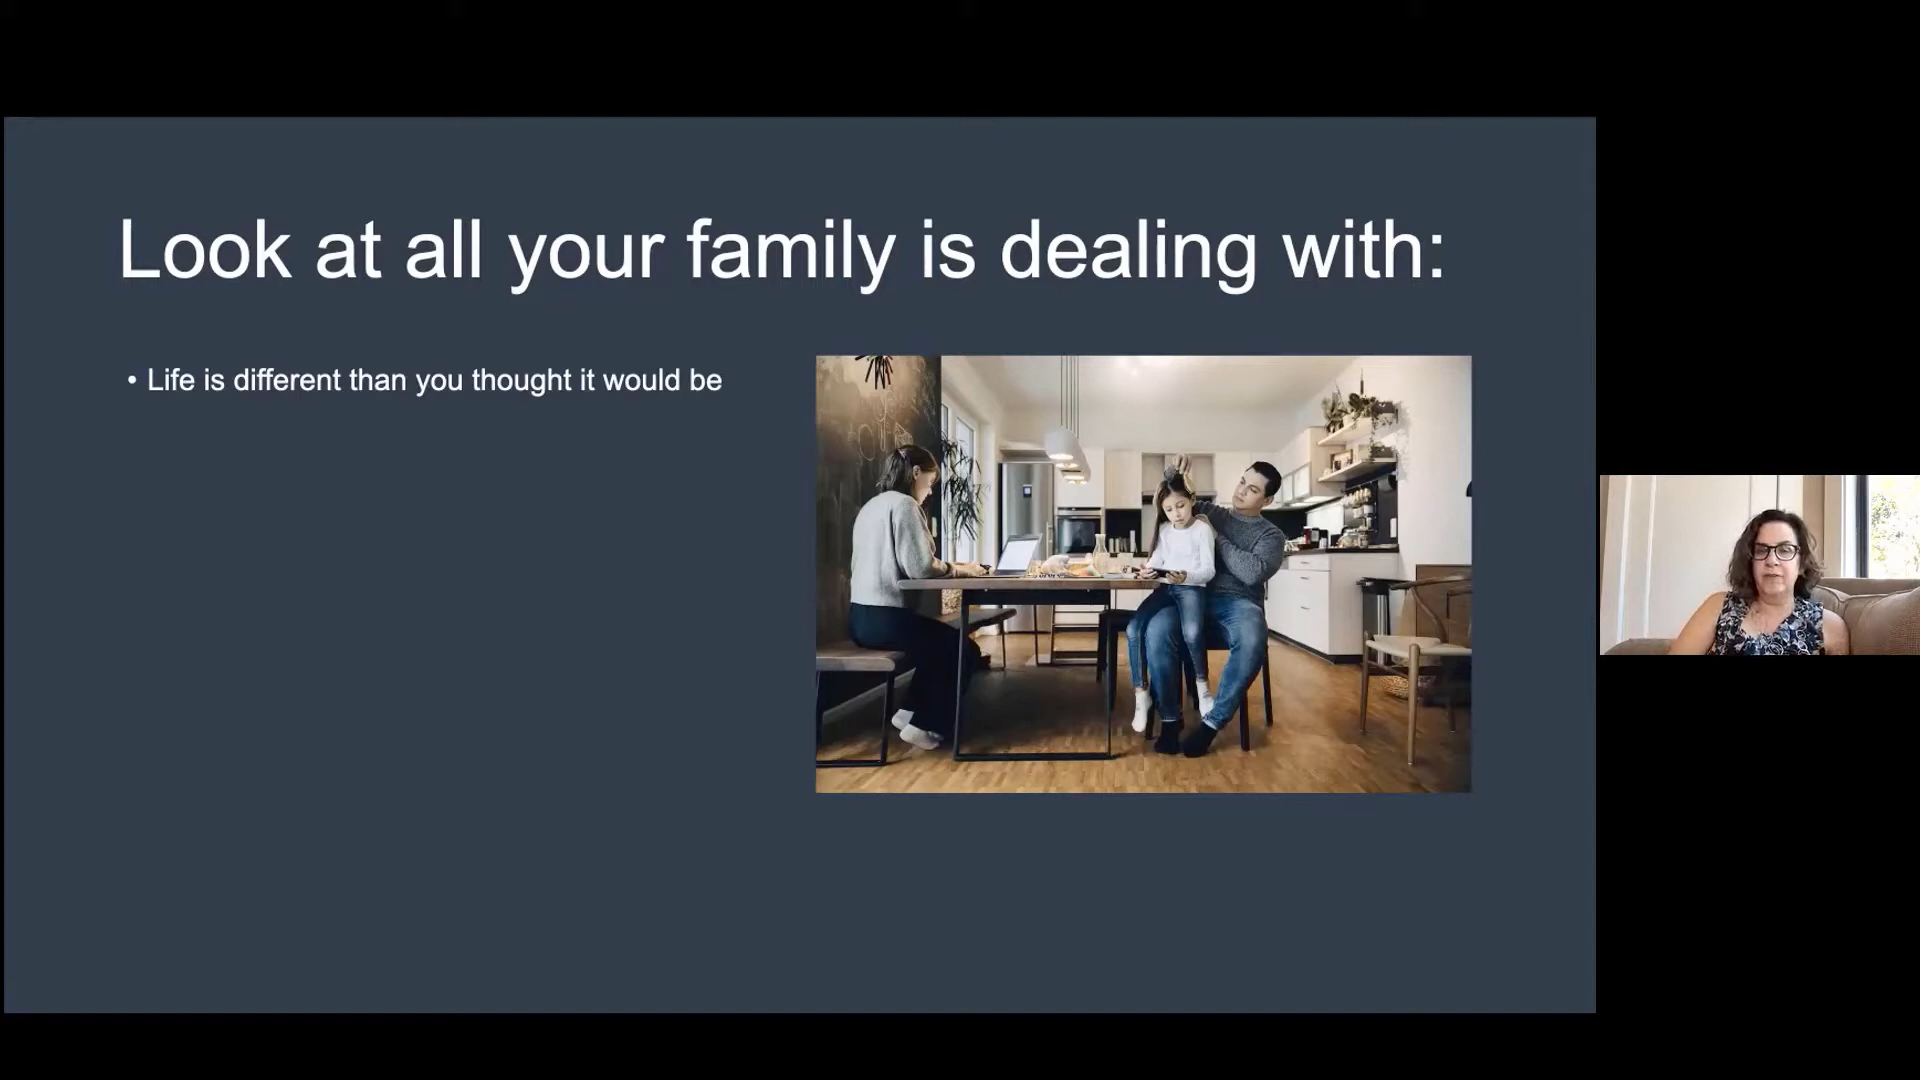 Look at all your family is dealing with:
• Life is different than you thought it would be